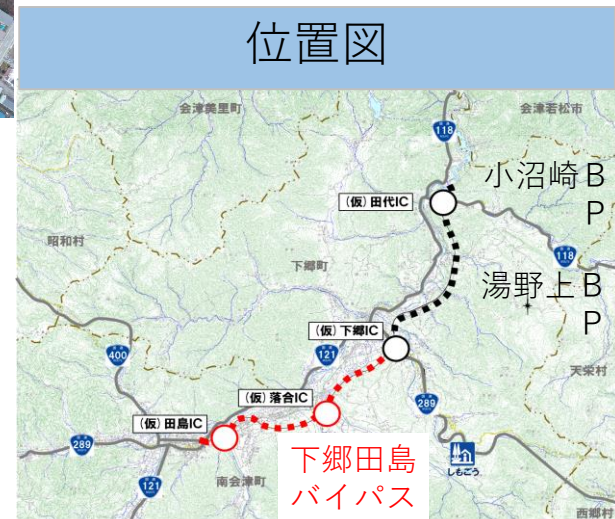 位置図
会津美里町
会津若松市
118
小沼崎B
P
(仮)田代IC
昭和村
118
下郷町
湯野上B
P
(仮)下郷IC
121
400
天栄村
(仮)落合IC
289
(仮)田島IC
289
下郷田島
バイパス
しもごう
121
南会津町
西郷村